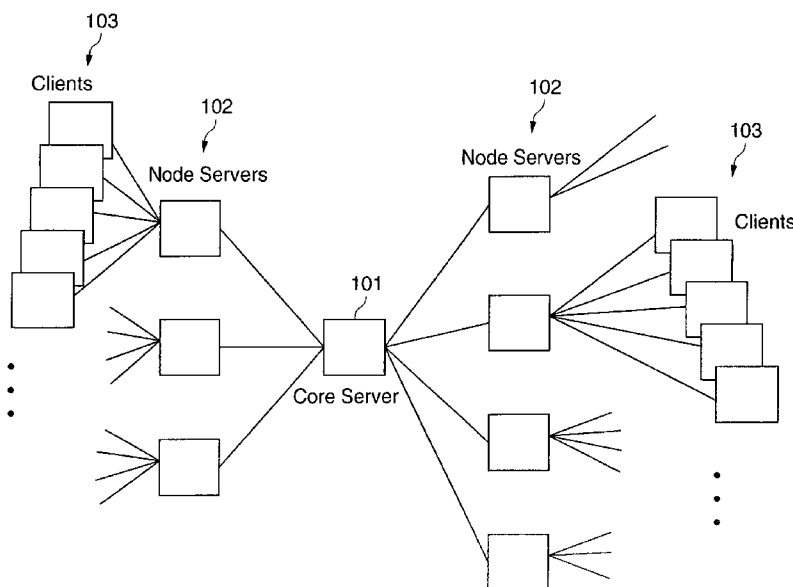 103
Clients
102
Node Servers
102
Node Servers
103
Clients
101
Core Server